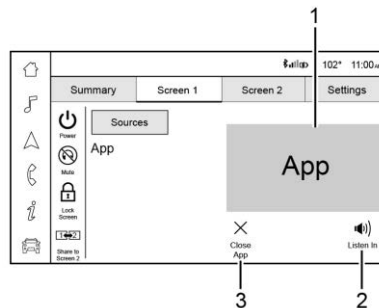 1
102° 11:00
Summary Screen 1 Screen 2 Settings
Power
Sources
App
Mute
App
Lock
Screen
1 2
Share to
Screen 2
Close
App
Listen In
3 2